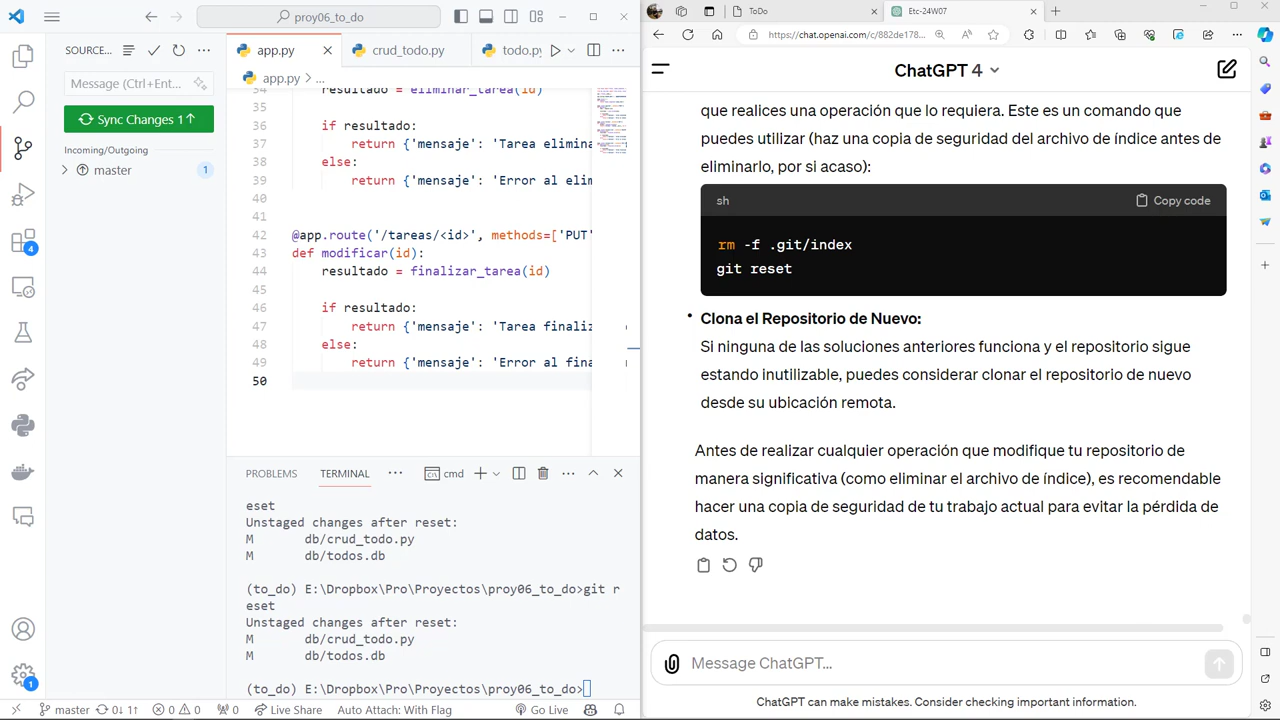 proy06_to_do
SOURCE...
Message (Ctrl+Ent...
Sync Changes 1↑
Incoming/Outgoing
master
1
4
1
app.py
crud_todo.py
todo.py
app.py > ...
34 resultado = eliminar_tarea(id)
35
36 if resultado:
37 return {'mensaje': 'Tarea elimina
38 else:
39 return {'mensaje': 'Error al elim
40
41
42 @app.route('/tareas/<id>', methods=['PUT'
43 def modificar(id):
44 resultado = finalizar_tarea(id)
45
46 if resultado:
47 return {'mensaje': 'Tarea finaliz
48 else:
49 return {'mensaje': 'Error al fina
50
PROBLEMS TERMINAL ... cmd
eset
Unstaged changes after reset:
M db/crud_todo.py
M db/todos.db
(to_do) E:\Dropbox\Pro\Proyectos\proy06_to_do>git r
eset
Unstaged changes after reset:
M db/crud_todo.py
M db/todos.db
(to_do) E:\Dropbox\Pro\Proyectos\proy06_to_do>
master 0↓ 1↑ 0 0 0 Live Share Auto Attach: With Flag Go Live
ToDo
Etc-24W07
https://chat.openai.com/c/882de178...
ChatGPT 4
que realices una operación que lo requiera. Este es un comando que
puedes utilizar (haz una copia de seguridad del archivo de índice antes de
eliminarlo, por si acaso):
sh
Copy code
rm -f .git/index
git reset
• Clona el Repositorio de Nuevo:
Si ninguna de las soluciones anteriores funciona y el repositorio sigue
estando inutilizable, puedes considerar clonar el repositorio de nuevo
desde su ubicación remota.
Antes de realizar cualquier operación que modifique tu repositorio de
manera significativa (como eliminar el archivo de índice), es recomendable
hacer una copia de seguridad de tu trabajo actual para evitar la pérdida de
datos.
Message ChatGPT...
ChatGPT can make mistakes. Consider checking important information.